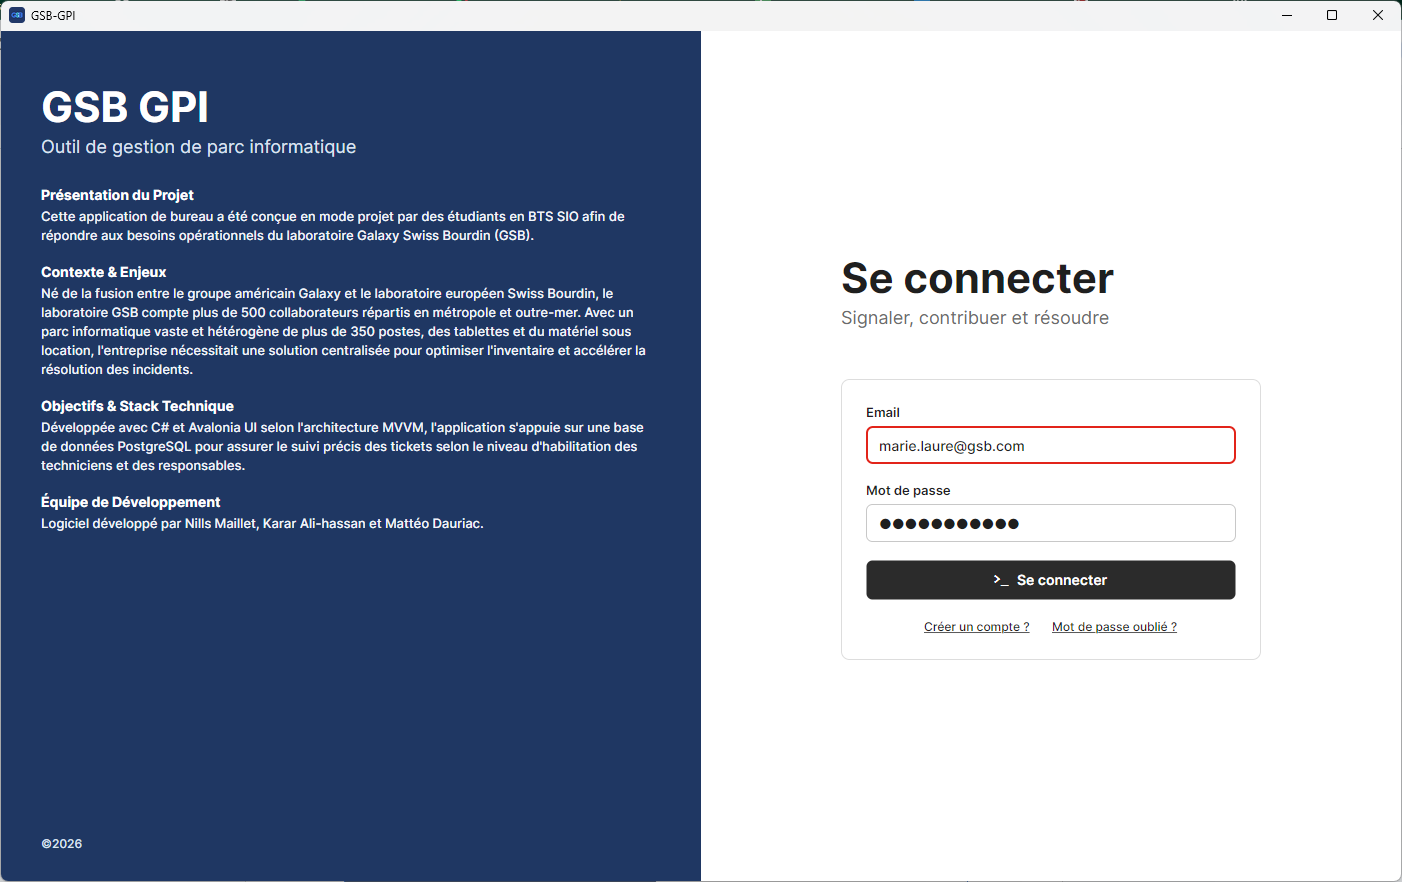 GSB-GPI
GSB GPI
Outil de gestion de parc informatique
Présentation du Projet
Cette application de bureau a été conçue en mode projet par des étudiants en BTS SIO afin de
répondre aux besoins opérationnels du laboratoire Galaxy Swiss Bourdin (GSB).
Contexte & Enjeux
Né de la fusion entre le groupe américain Galaxy et le laboratoire européen Swiss Bourdin, le
laboratoire GSB compte plus de 500 collaborateurs répartis en métropole et outre-mer. Avec un
parc informatique vaste et hétérogène de plus de 350 postes, des tablettes et du matériel sous
location, l'entreprise nécessitait une solution centralisée pour optimiser l'inventaire et accélérer la
résolution des incidents.
Objectifs & Stack Technique
Développée avec C# et Avalonia UI selon l'architecture MVVM, l'application s'appuie sur une base
de données PostgreSQL pour assurer le suivi précis des tickets selon le niveau d'habilitation des
techniciens et des responsables.
Équipe de Développement
Logiciel développé par Nills Maillet, Karar Ali-hassan et Mattéo Dauriac.
©2026
Se connecter
Signaler, contribuer et résoudre
Email
marie.laure@gsb.com
Mot de passe
●●●●●●●●●●●
>_ Se connecter
Créer un compte ? Mot de passe oublié ?